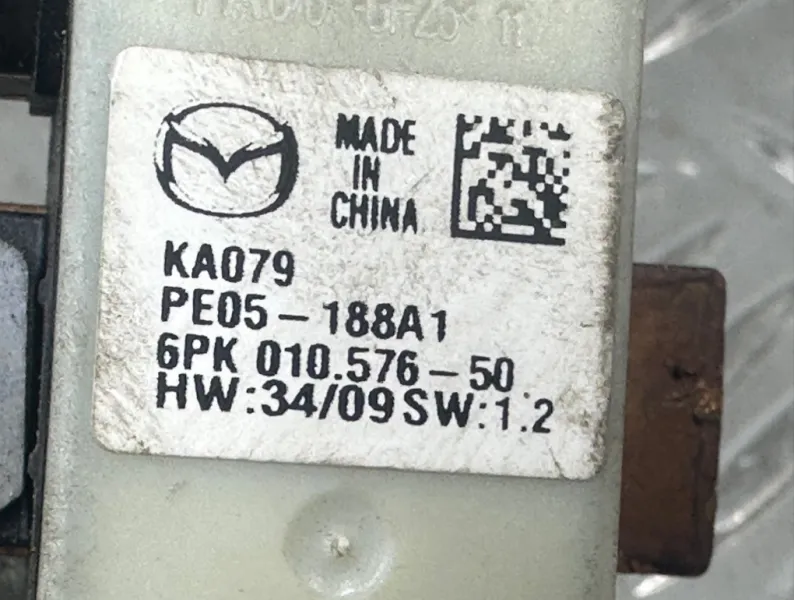 MADE
IN
CHINA
KA079
PE05-188A1
6PK 010.576-50
HW:34/09 SW:1.2